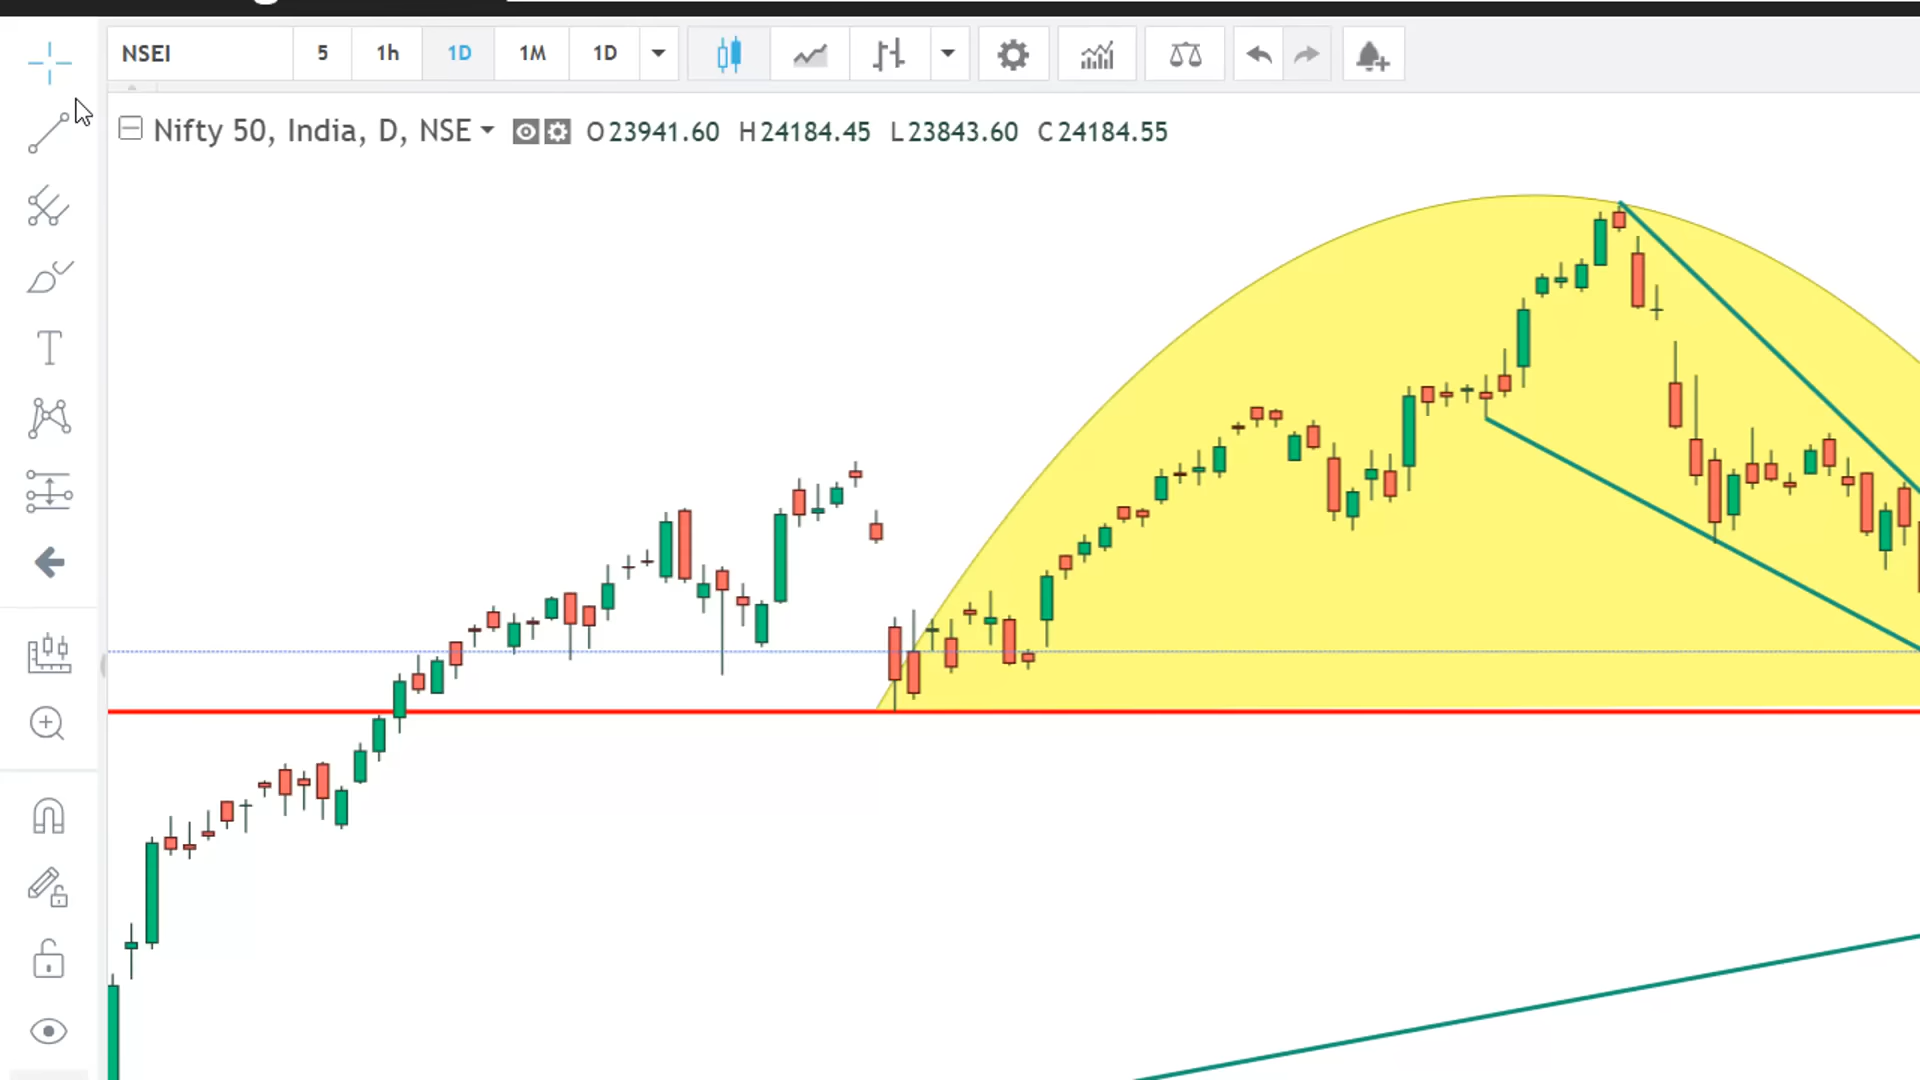 NSEI 5 1h 1D 1M 1D
Nifty 50, India, D, NSE O23941.60 H24184.45 L23843.60 C24184.55
T